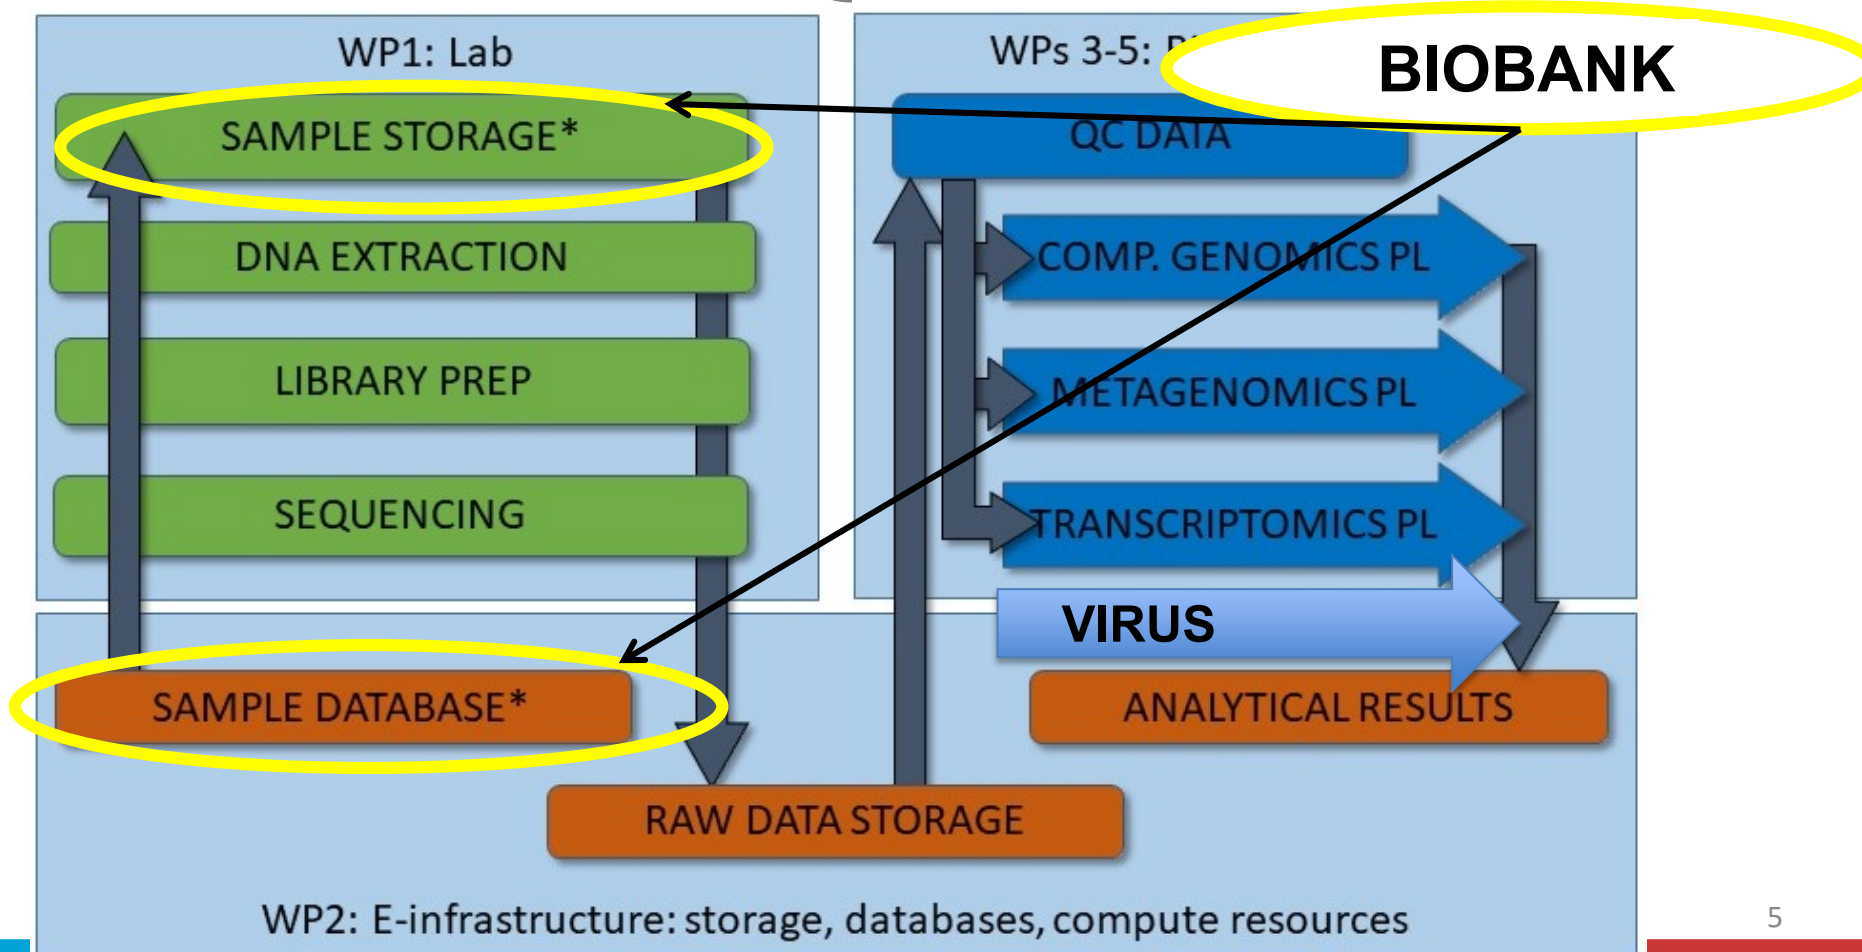 WP1: Lab
SAMPLE STORAGE*
DNA EXTRACTION
LIBRARY PREP
SEQUENCING
WPs 3-5:
BIOBANK
QC DATA
COMP. GENOMICS PL
METAGENOMICS PL
TRANSCRIPTOMICS PL
VIRUS
SAMPLE DATABASE*
ANALYTICAL RESULTS
RAW DATA STORAGE
WP2: E-infrastructure: storage, databases, compute resources
5